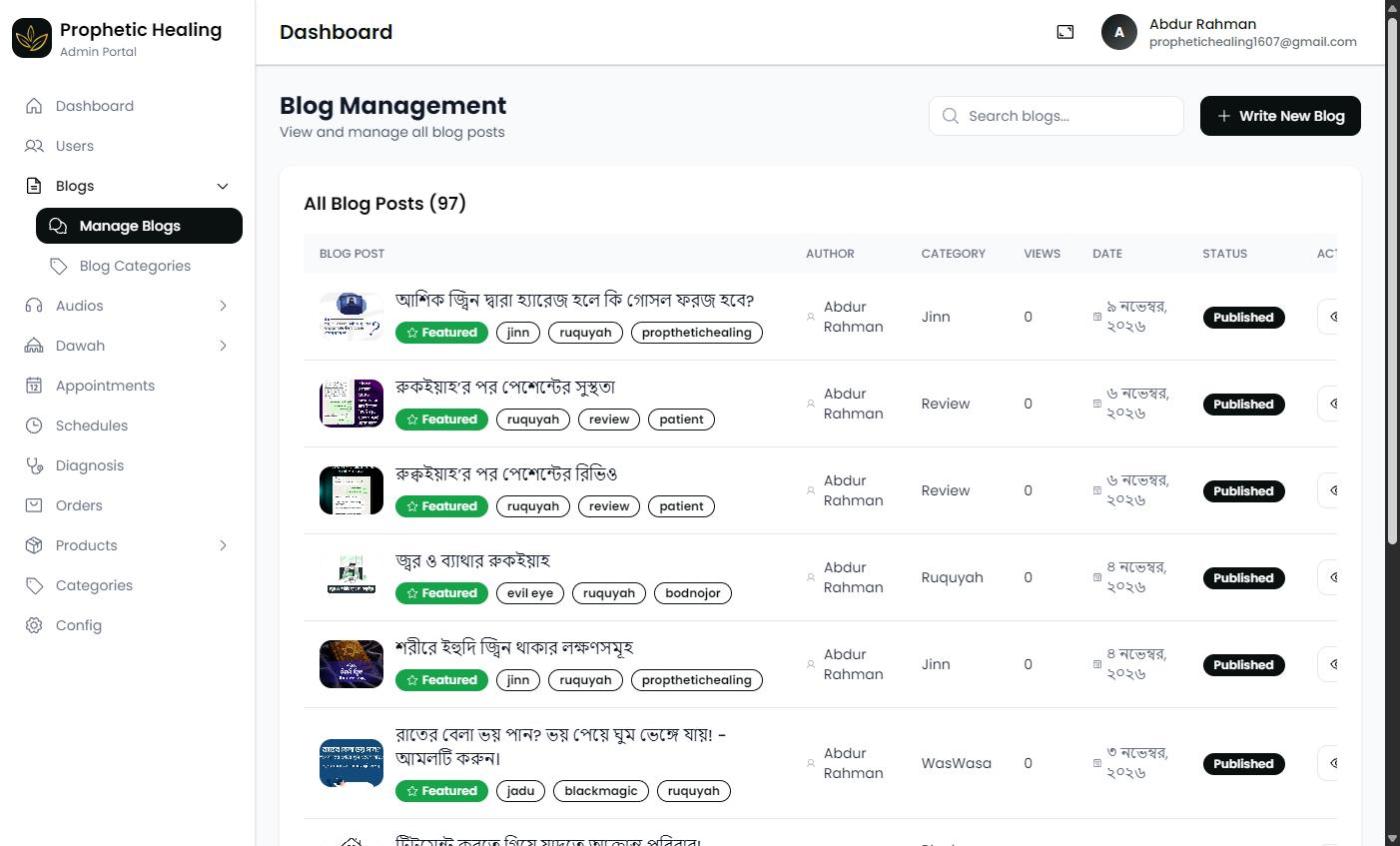 Prophetic Healing
Admin Portal
Dashboard
Users
Blogs
Manage Blogs
Blog Categories
Audios
Dawah
Appointments
Schedules
Diagnosis
Orders
Products
Categories
Config
Dashboard
A
Abdur Rahman
prophetichealing1607@gmail.com
Blog Management
View and manage all blog posts
Search blogs...
Write New Blog
All Blog Posts (97)
BLOG POST AUTHOR CATEGORY VIEWS DATE STATUS
আশিক জ্বিন দ্বারা হ্যারেজ হলে কি গোসল ফরজ হবে?
Featured jinn ruquyah propthetichealing
Abdur
Rahman
Jinn
0
৯ নভেম্বর,
২০২৬
Published
রুকইয়াহ'র পর পেশেন্টের সুস্থতা
Featured ruquyah review patient
Abdur
Rahman
Review
0
৬ নভেম্বর,
২০২৬
Published
রুক্বইয়াহ'র পর পেশেন্টের রিভিও
Featured ruquyah review patient
Abdur
Rahman
Review
0
৬ নভেম্বর,
২০২৬
Published
জ্বর ও ব্যাথার রুকইয়াহ
Featured evil eye ruquyah bodnojor
Abdur
Rahman
Ruquyah
0
৪ নভেম্বর,
২০২৬
Published
শরীরে ইহুদি জ্বিন থাকার লক্ষণসমূহ
Featured jinn ruquyah propthetichealing
Abdur
Rahman
Jinn
0
৪ নভেম্বর,
২০২৬
Published
রাতের বেলা ভয় পান? ভয় পেয়ে ঘুম ভেঙ্গে যায়! -
আমলটি করুন।
Featured jadu blackmagic ruquyah
Abdur
Rahman
WasWasa
0
৩ নভেম্বর,
২০২৬
Published